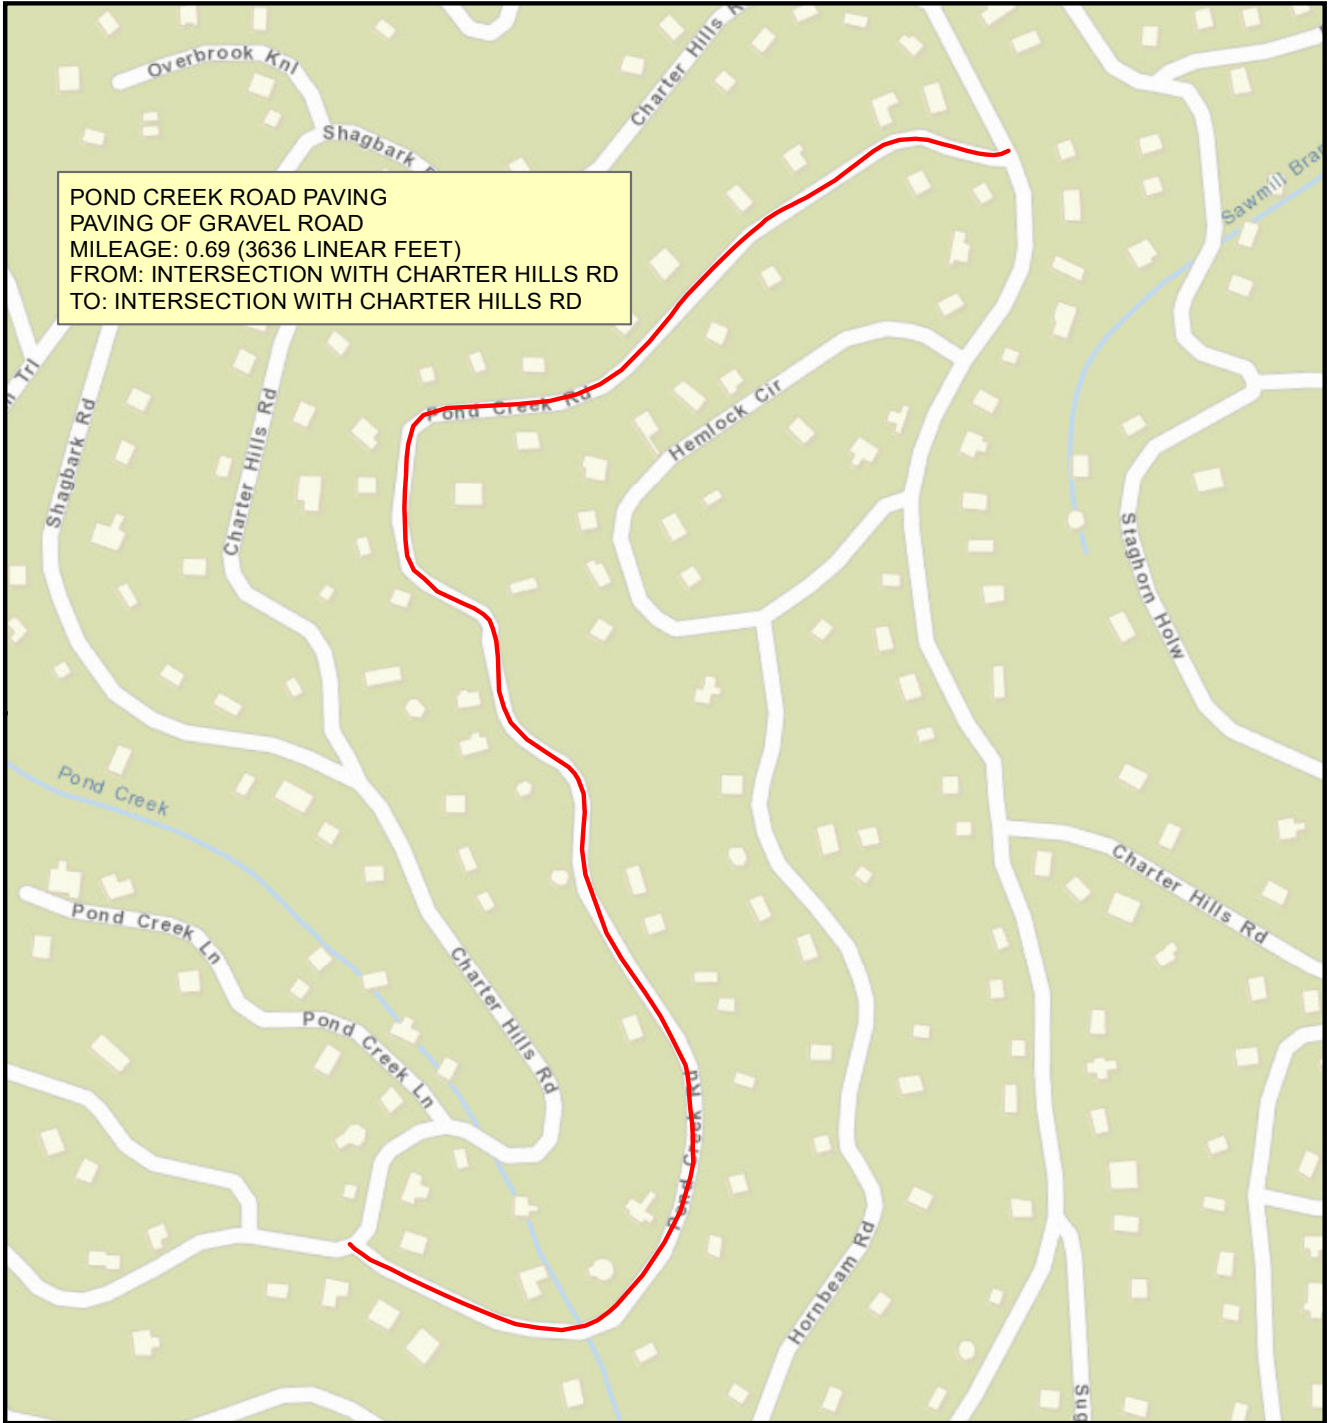 Overbrook Knl
Charter Hills
Shagbark
POND CREEK ROAD PAVING
PAVING OF GRAVEL ROAD
MILEAGE: 0.69 (3636 LINEAR FEET)
FROM: INTERSECTION WITH CHARTER HILLS RD
TO: INTERSECTION WITH CHARTER HILLS RD
Sawmill
Trl
Shagbark Rd
Charter Hills Rd
Pond Creek Rd
Hemlock Cir
Staghorn Holw
Pond Creek
Pond Creek Ln
Charter Hills Rd
Charter Hills Rd
Pond Creek Ln
Pond Creek Rd
Hornbeam Rd
Sug